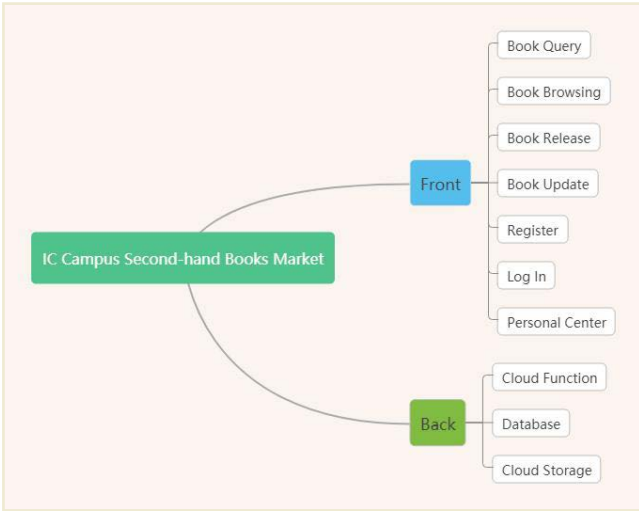 IC Campus Second-hand Books Market
Front
Book Query
Book Browsing
Book Release
Book Update
Register
Log In
Personal Center
Back
Cloud Function
Database
Cloud Storage